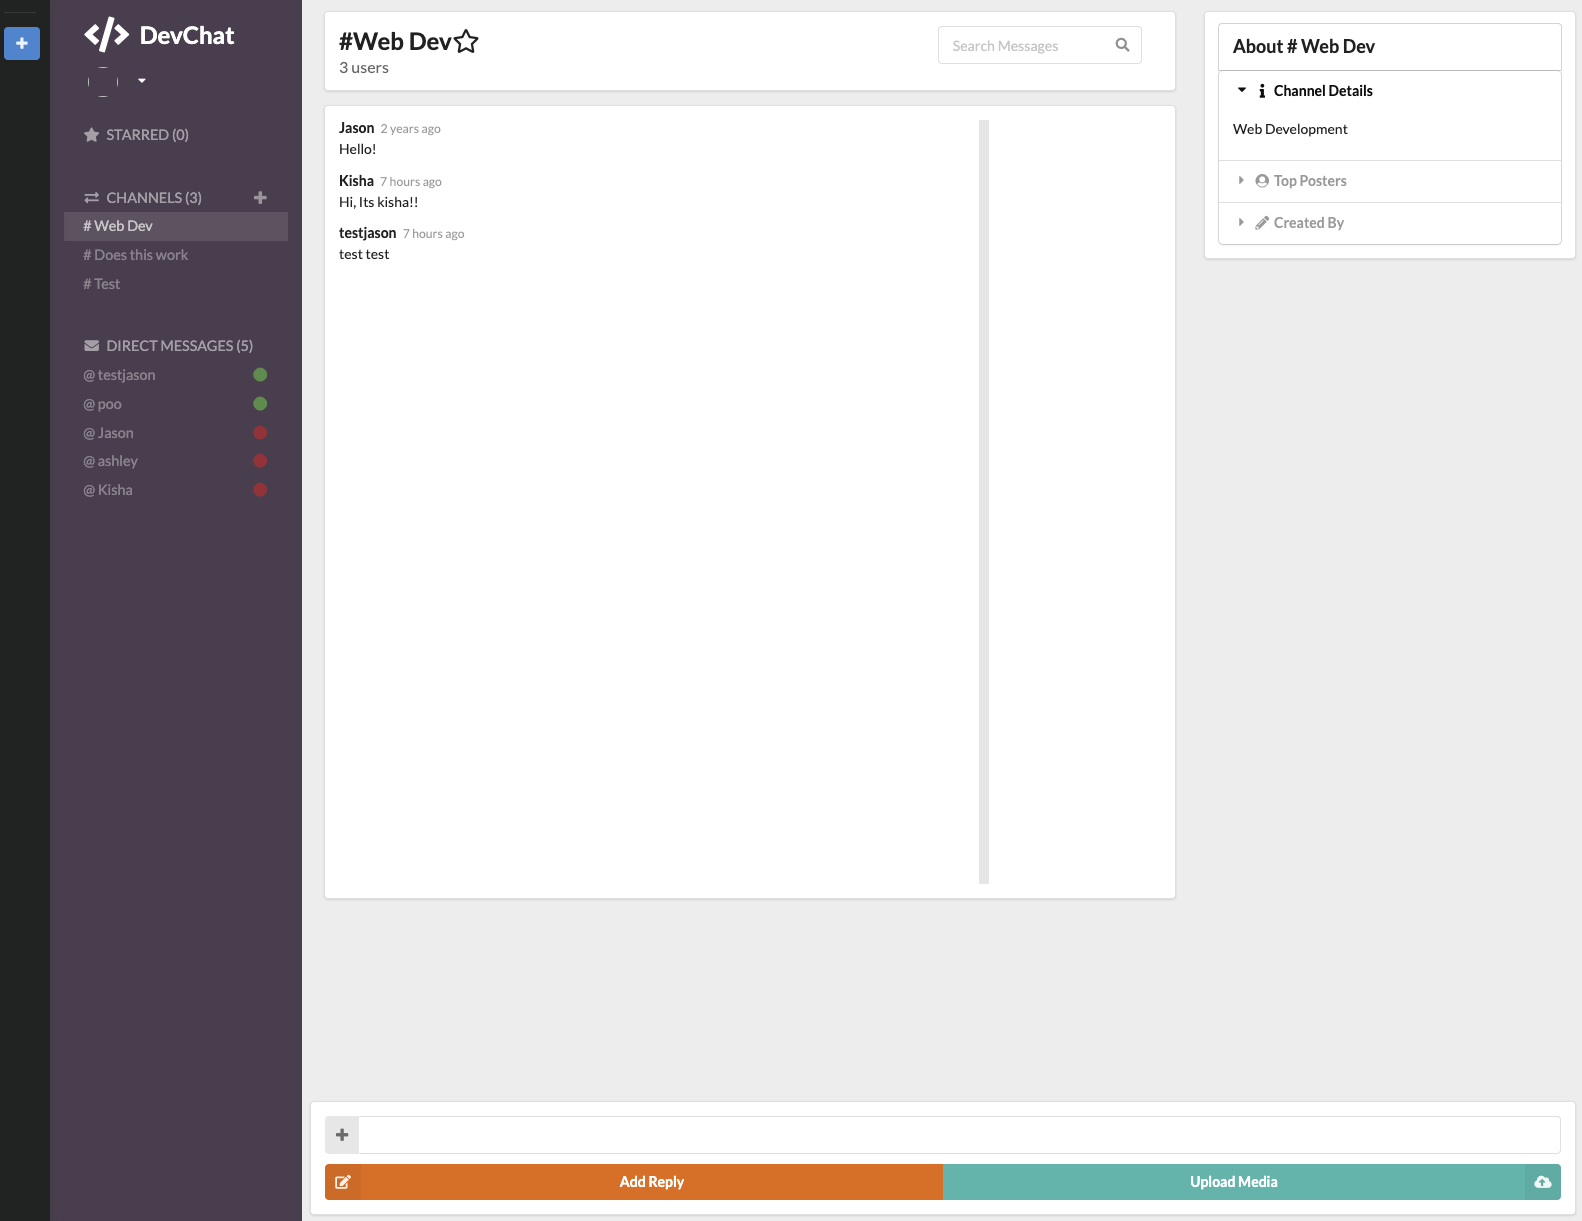 DevChat
STARRED (0)
CHANNELS (3)
# Web Dev
# Does this work
# Test
DIRECT MESSAGES (5)
@ testjason
@ poo
@ Jason
@ ashley
@ Kisha
#Web Dev
3 users
Search Messages
Jason 2 years ago
Hello!
Kisha 7 hours ago
Hi, Its kisha!!
testjason 7 hours ago
test test
About # Web Dev
Channel Details
Web Development
Top Posters
Created By
Add Reply
Upload Media